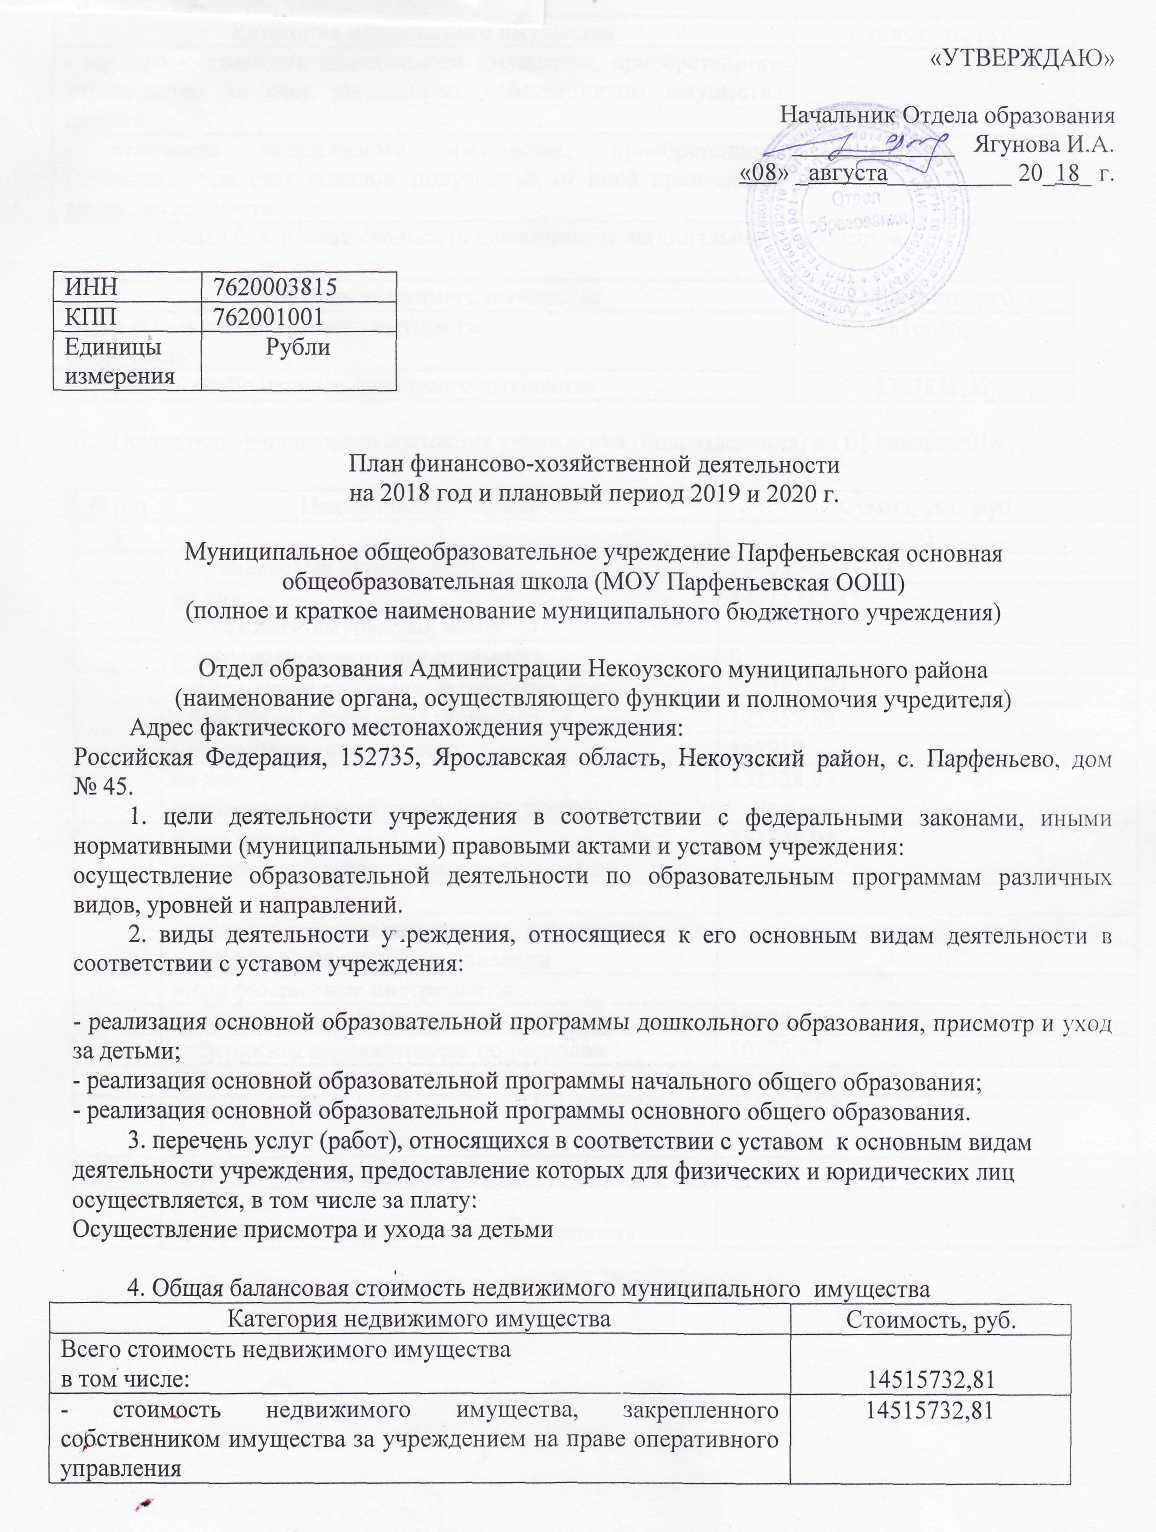 «УТВЕРЖДАЮ»
Начальник Отдела образования
Ягунова И.А.
«08» _августа__________ 20_18_ г.
Отдел
образования
ИНН 7620003815
КПП 762001001
Единицы Рубли
измерения
План финансово-хозяйственной деятельности
на 2018 год и плановый период 2019 и 2020 г.
Муниципальное общеобразовательное учреждение Парфеньевская основная
общеобразовательная школа (МОУ Парфеньевская ООШ)
(полное и краткое наименование муниципального бюджетного учреждения)
Отдел образования Администрации Некоузского муниципального района
(наименование органа, осуществляющего функции и полномочия учредителя)
Адрес фактического местонахождения учреждения:
Российская Федерация, 152735, Ярославская область, Некоузский район, с. Парфеньево, дом
№ 45.
1. цели деятельности учреждения в соответствии с федеральными законами, иными
нормативными (муниципальными) правовыми актами и уставом учреждения:
осуществление образовательной деятельности по образовательным программам различных
видов, уровней и направлений.
2. виды деятельности учреждения, относящиеся к его основным видам деятельности в
соответствии с уставом учреждения:
- реализация основной образовательной программы дошкольного образования, присмотр и уход
за детьми;
- реализация основной образовательной программы начального общего образования;
- реализация основной образовательной программы основного общего образования.
3. перечень услуг (работ), относящихся в соответствии с уставом к основным видам
деятельности учреждения, предоставление которых для физических и юридических лиц
осуществляется, в том числе за плату:
Осуществление присмотра и ухода за детьми
4. Общая балансовая стоимость недвижимого муниципального имущества
Категория недвижимого имущества Стоимость, руб.
Всего стоимость недвижимого имущества
в том числе: 14515732,81
- стоимость недвижимого имущества, закрепленного 14515732,81
собственником имущества за учреждением на праве оперативного
управления